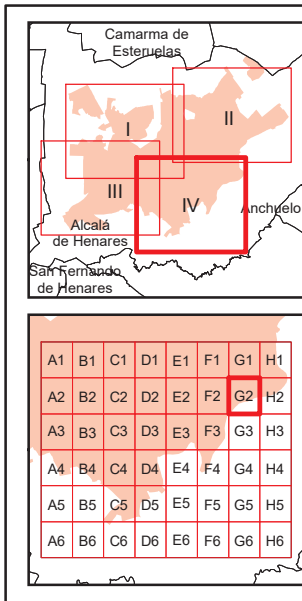 Camarma de
Esteruelas
I
II
III
IV
Anchuelo
Alcalá
de Henares
San Fernando
de Henares
A1 B1 C1 D1 E1 F1 G1 H1
A2 B2 C2 D2 E2 F2 G2 H2
A3 B3 C3 D3 E3 F3 G3 H3
A4 B4 C4 D4 E4 F4 G4 H4
A5 B5 C5 D5 E5 F5 G5 H5
A6 B6 C6 D6 E6 F6 G6 H6